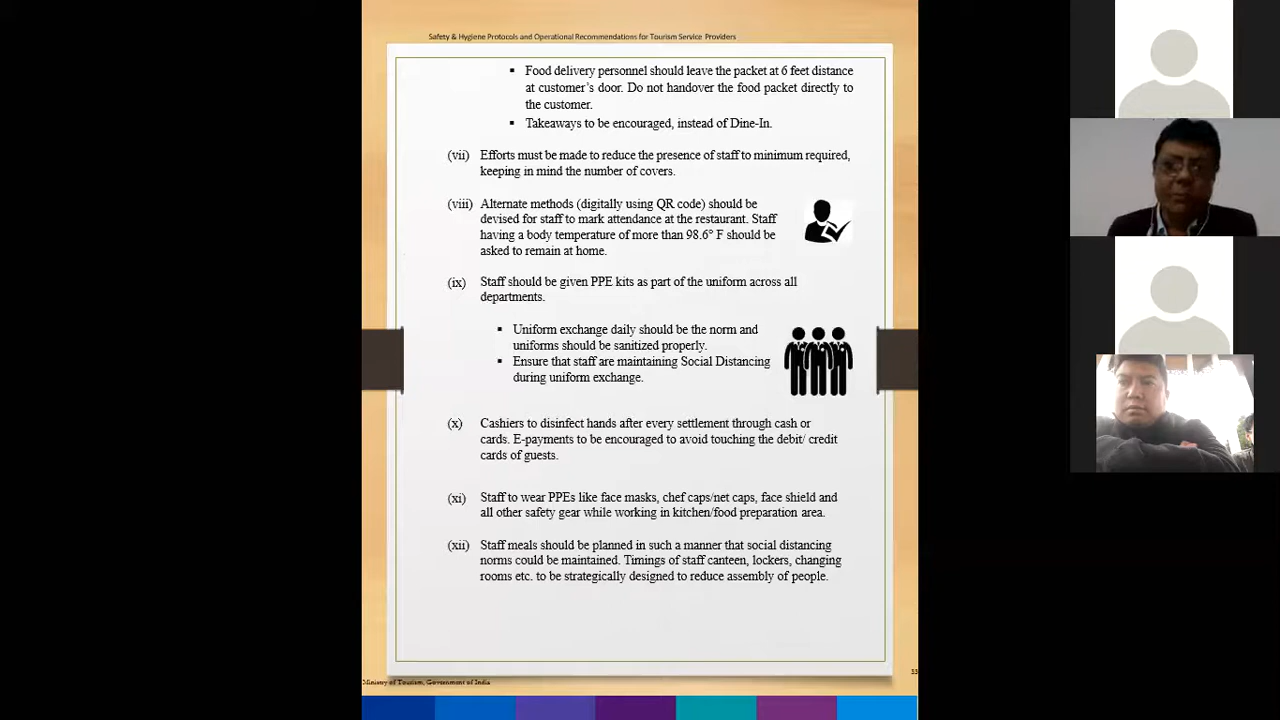 Safety & Hygiene Protocols and Operational Recommendations for Tourism Service Providers
▪ Food delivery personnel should leave the packet at 6 feet distance
at customer's door. Do not handover the food packet directly to
the customer.
▪ Takeaways to be encouraged, instead of Dine-In.
(vii) Efforts must be made to reduce the presence of staff to minimum required,
keeping in mind the number of covers.
(viii) Alternate methods (digitally using QR code) should be
devised for staff to mark attendance at the restaurant. Staff
having a body temperature of more than 98.6° F should be
asked to remain at home.
(ix) Staff should be given PPE kits as part of the uniform across all
departments.
▪ Uniform exchange daily should be the norm and
uniforms should be sanitized properly.
▪ Ensure that staff are maintaining Social Distancing
during uniform exchange.
(x) Cashiers to disinfect hands after every settlement through cash or
cards. E-payments to be encouraged to avoid touching the debit/ credit
cards of guests.
(xi) Staff to wear PPEs like face masks, chef caps/net caps, face shield and
all other safety gear while working in kitchen/food preparation area.
(xii) Staff meals should be planned in such a manner that social distancing
norms could be maintained. Timings of staff canteen, lockers, changing
rooms etc. to be strategically designed to reduce assembly of people.
33
Ministry of Tourism, Government of India